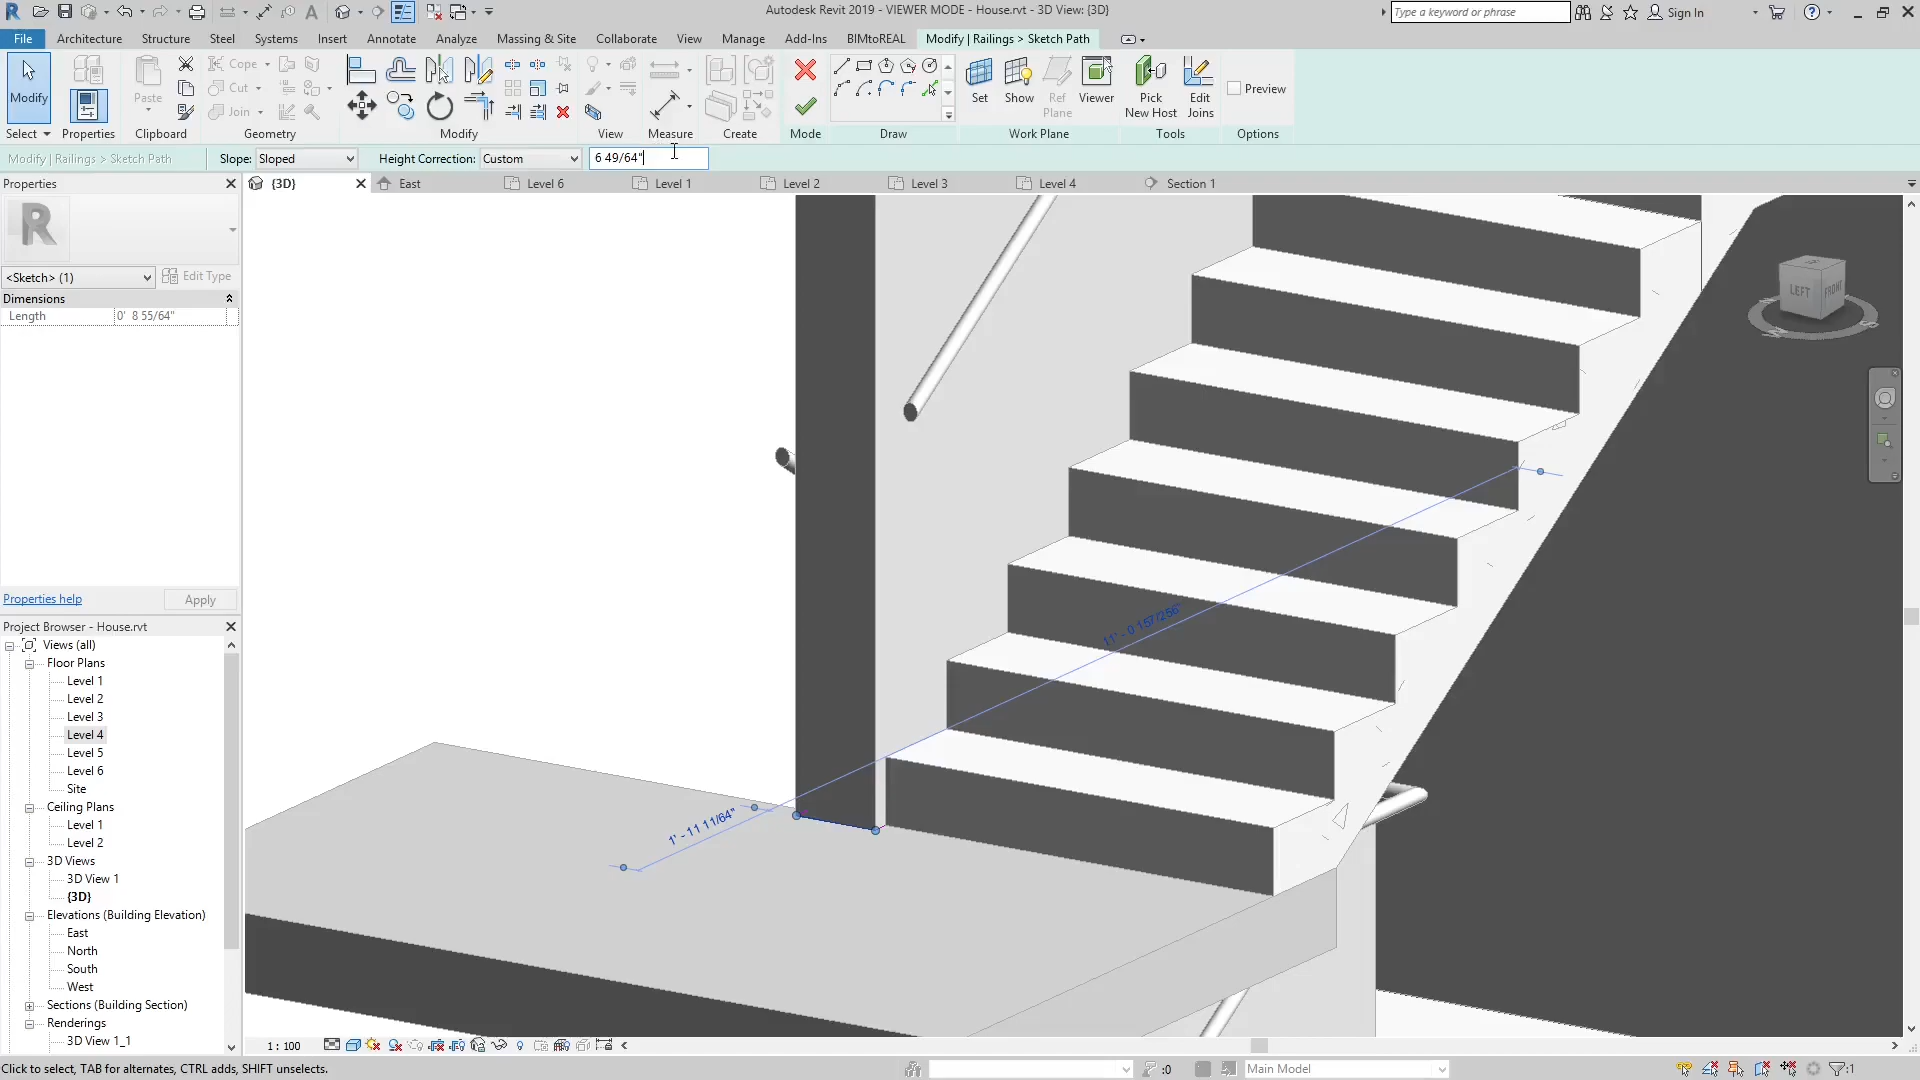 Autodesk Revit 2019 - VIEWER MODE - House.rvt - 3D View: {3D}
Type a keyword or phrase
Sign In
File Architecture Structure Steel Systems Insert Annotate Analyze Massing & Site Collaborate View Manage Add-Ins BIMtoREAL Modify | Railings > Sketch Path
Modify
Paste
Cope
Cut
Join
Set Show Ref Plane Viewer
Pick New Host
Edit Joins
Preview
Select Properties Clipboard Geometry Modify View Measure Create Mode Draw Work Plane Tools Options
Modify | Railings > Sketch Path Slope: Sloped Height Correction: Custom 6 49/64"
Properties
{3D} East Level 6 Level 1 Level 2 Level 3 Level 4 Section 1
R
<Sketch> (1) Edit Type
Dimensions
Length 0' 8 55/64"
Properties help Apply
Project Browser - House.rvt
Views (all)
Floor Plans
Level 1
Level 2
Level 3
Level 4
Level 5
Level 6
Site
Ceiling Plans
Level 1
Level 2
3D Views
3D View 1
{3D}
Elevations (Building Elevation)
East
North
South
West
Sections (Building Section)
Renderings
3D View 1_1
LEFT FRONT
11' - 0 157/256"
1' - 11 11/64"
1 : 100
Click to select, TAB for alternates, CTRL adds, SHIFT unselects.
:0
Main Model
:1